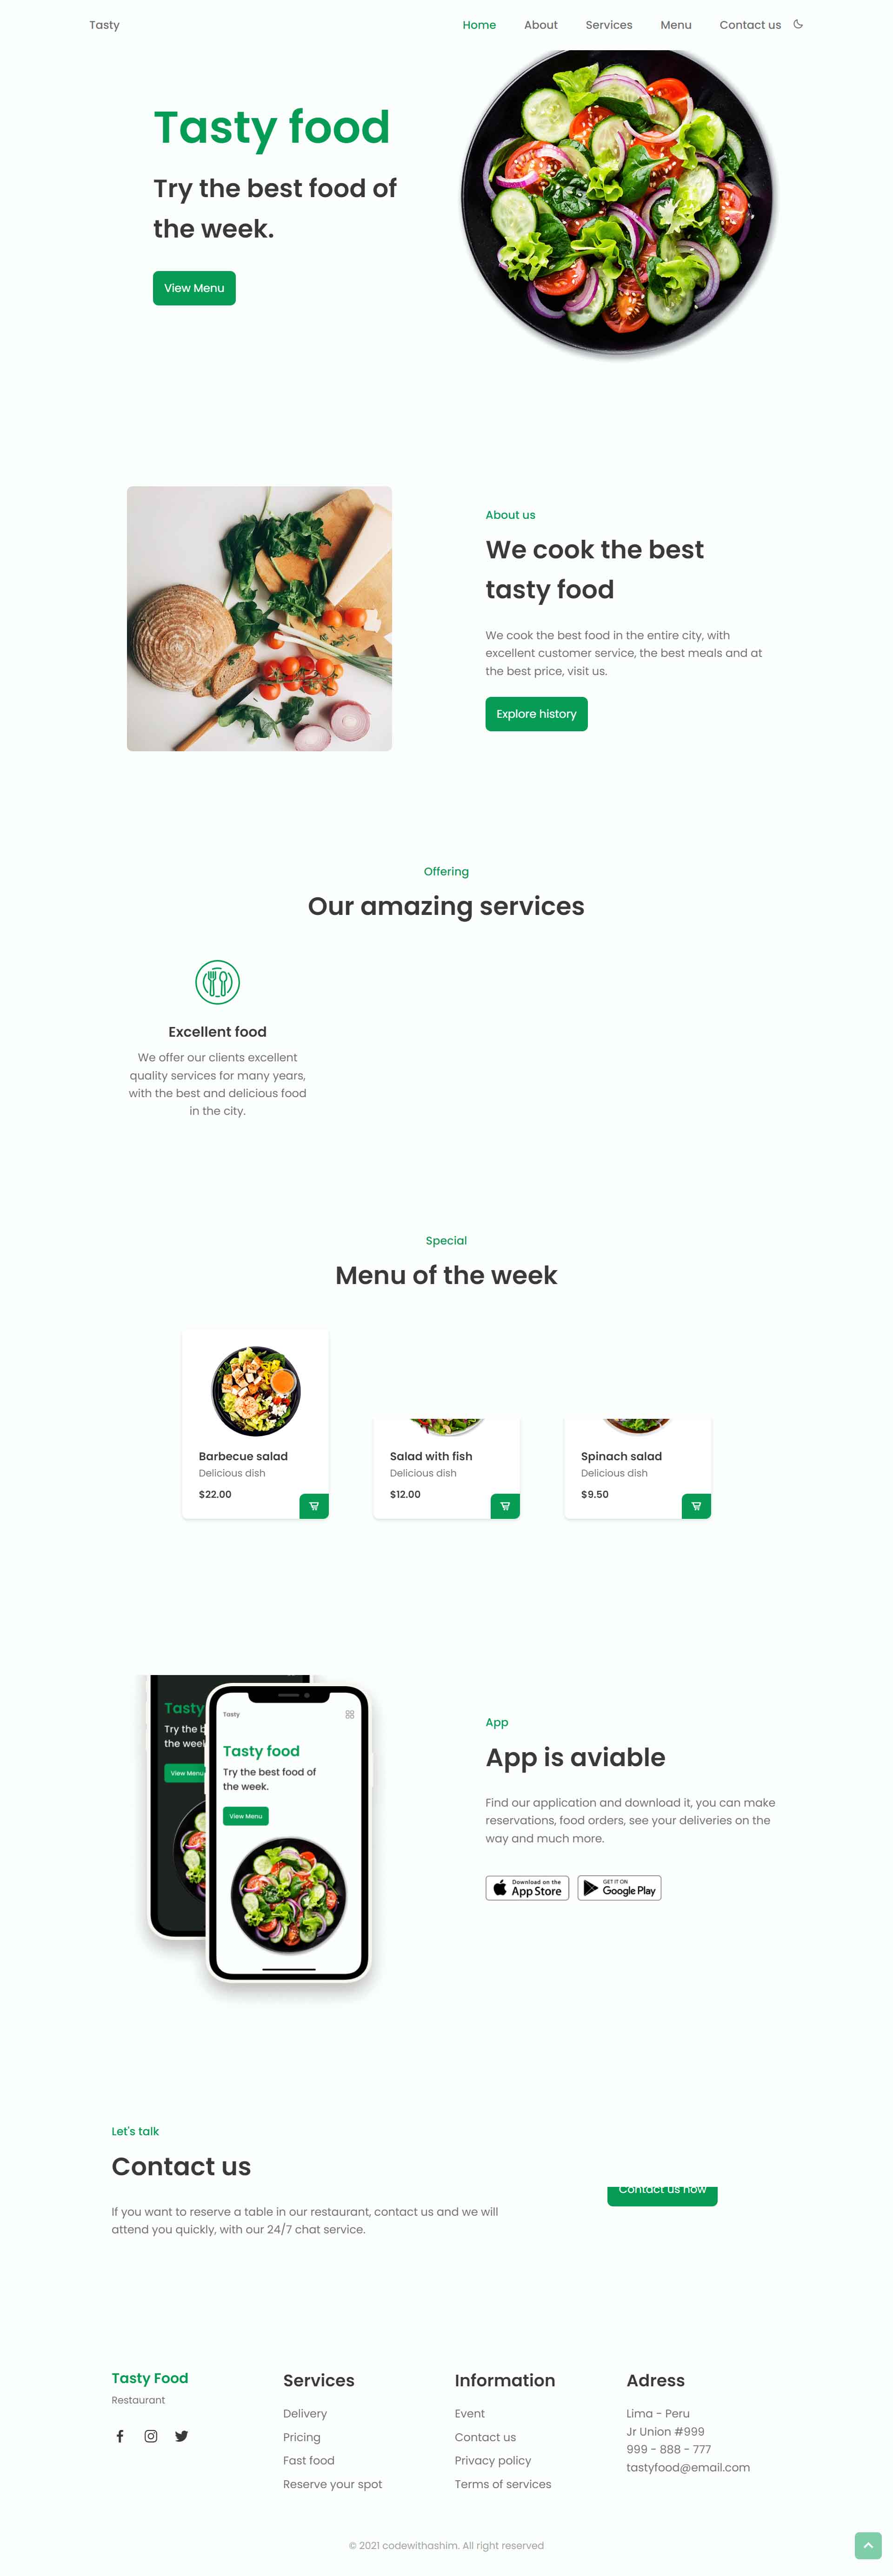 Tasty
Home
About
Services
Menu
Contact us
Tasty food
Try the best food of
the week.
View Menu
About us
We cook the best
tasty food
We cook the best food in the entire city, with
excellent customer service, the best meals and at
the best price, visit us.
Explore history
Offering
Our amazing services
Excellent food
We offer our clients excellent
quality services for many years,
with the best and delicious food
in the city.
Special
Menu of the week
Barbecue salad
Delicious dish
$22.00
Salad with fish
Delicious dish
$12.00
Spinach salad
Delicious dish
$9.50
Tasty
Try the b
the week
View Menu
Tasty
Tasty food
Try the best food of
the week.
View Menu
App
App is aviable
Find our application and download it, you can make
reservations, food orders, see your deliveries on the
way and much more.
Download on the
App Store
GET IT ON
Google Play
Let's talk
Contact us
If you want to reserve a table in our restaurant, contact us and we will
attend you quickly, with our 24/7 chat service.
Contact us now
Tasty Food
Restaurant
Services
Delivery
Pricing
Fast food
Reserve your spot
Information
Event
Contact us
Privacy policy
Terms of services
Adress
Lima - Peru
Jr Union #999
999 - 888 - 777
tastyfood@email.com
© 2021 codewithashim. All right reserved